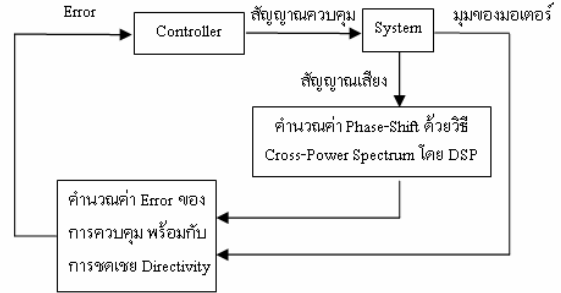 Error
Controller
สัญญาณควบคุม
System
มุมของมอเตอร์
สัญญาณเสียง
คำนวณค่า Phase-Shift ด้วยวิธี
Cross-Power Spectrum โดย DSP
คำนวณค่า Error ของ
การควบคุม พร้อมกับ
การชดเชย Directivity